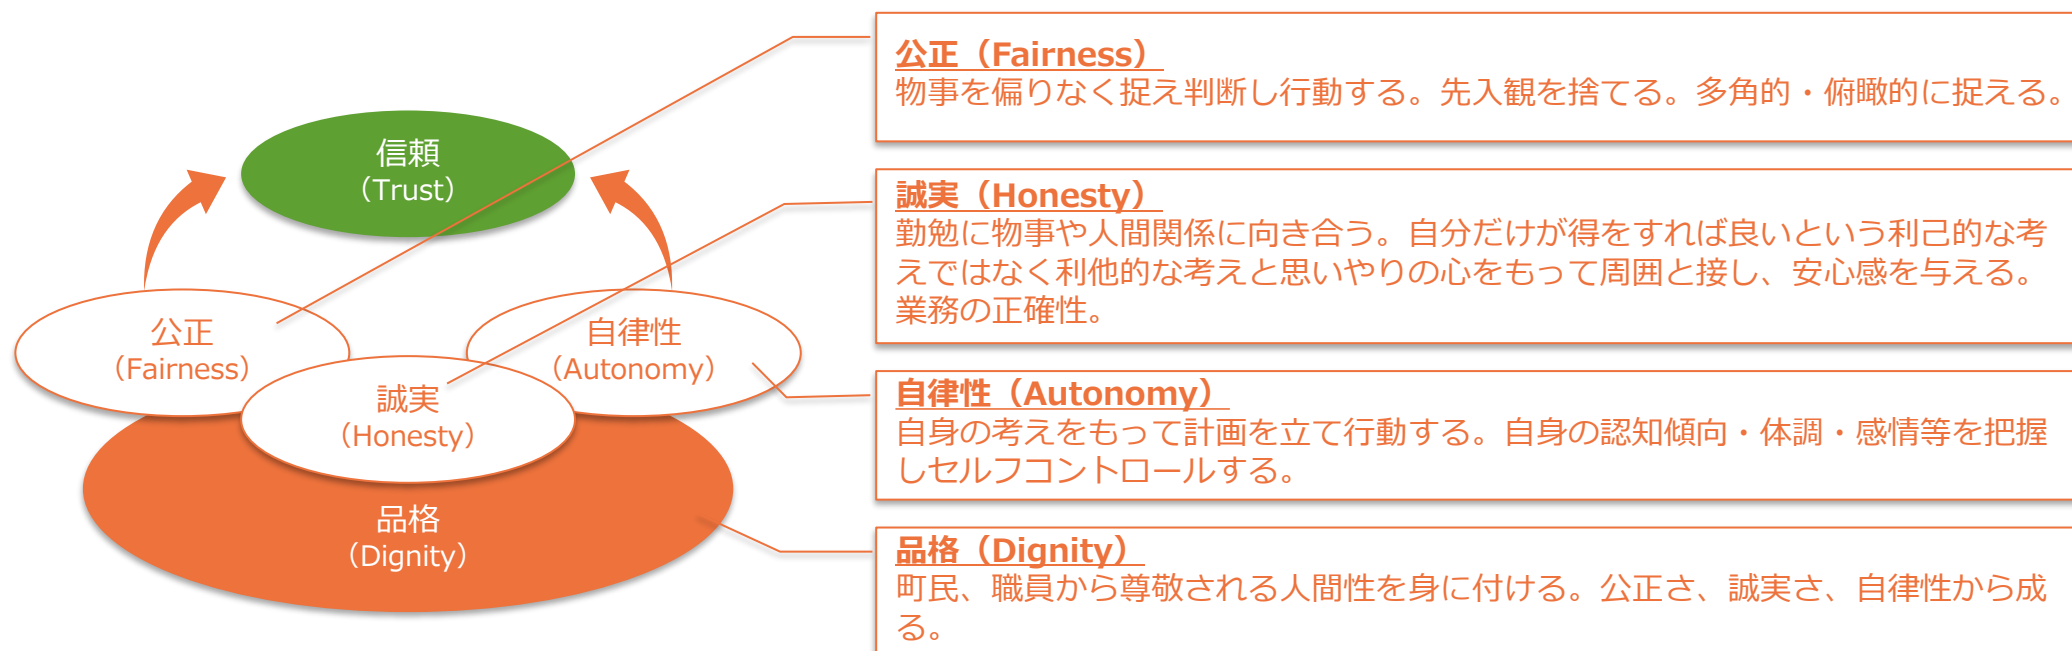 信頼
（Trust）
公正
（Fairness）
自律性
（Autonomy）
誠実
（Honesty）
品格
（Dignity）
公正（Fairness）
物事を偏りなく捉え判断し行動する。先入観を捨てる。多角的・俯瞰的に捉える。
誠実（Honesty）
勤勉に物事や人間関係に向き合う。自分だけが得をすれば良いという利己的な考
えではなく利他的な考えと思いやりの心をもって周囲と接し、安心感を与える。
業務の正確性。
自律性（Autonomy）
自身の考えをもって計画を立て行動する。自身の認知傾向・体調・感情等を把握
しセルフコントロールする。
品格（Dignity）
町民、職員から尊敬される人間性を身に付ける。公正さ、誠実さ、自律性から成
る。